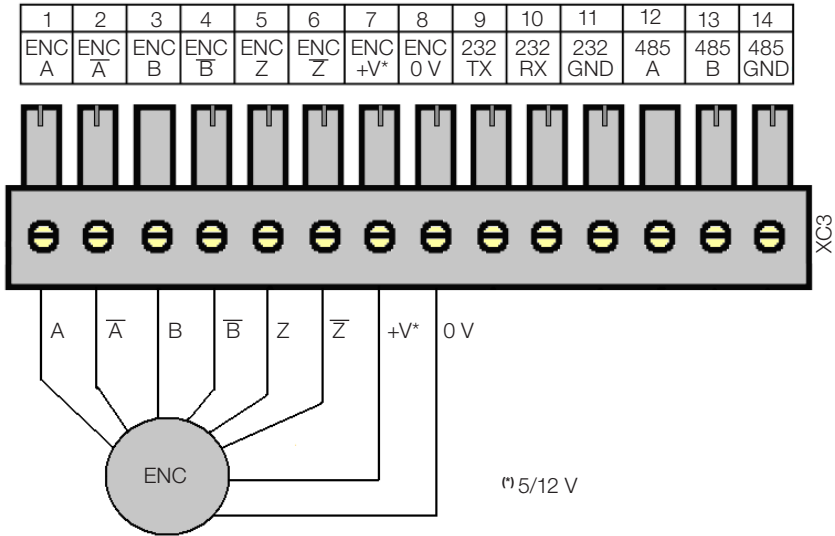 1 2 3 4 5 6 7 8 9 10 11 12 13 14
ENC ENC ENC ENC ENC ENC ENC ENC 232 232 232 485 485 485
A A̅ B B̅ Z Z̅ +V* 0 V TX RX GND A B GND
XC3
A A̅ B B̅ Z Z̅ +V* 0 V
ENC
(*) 5/12 V